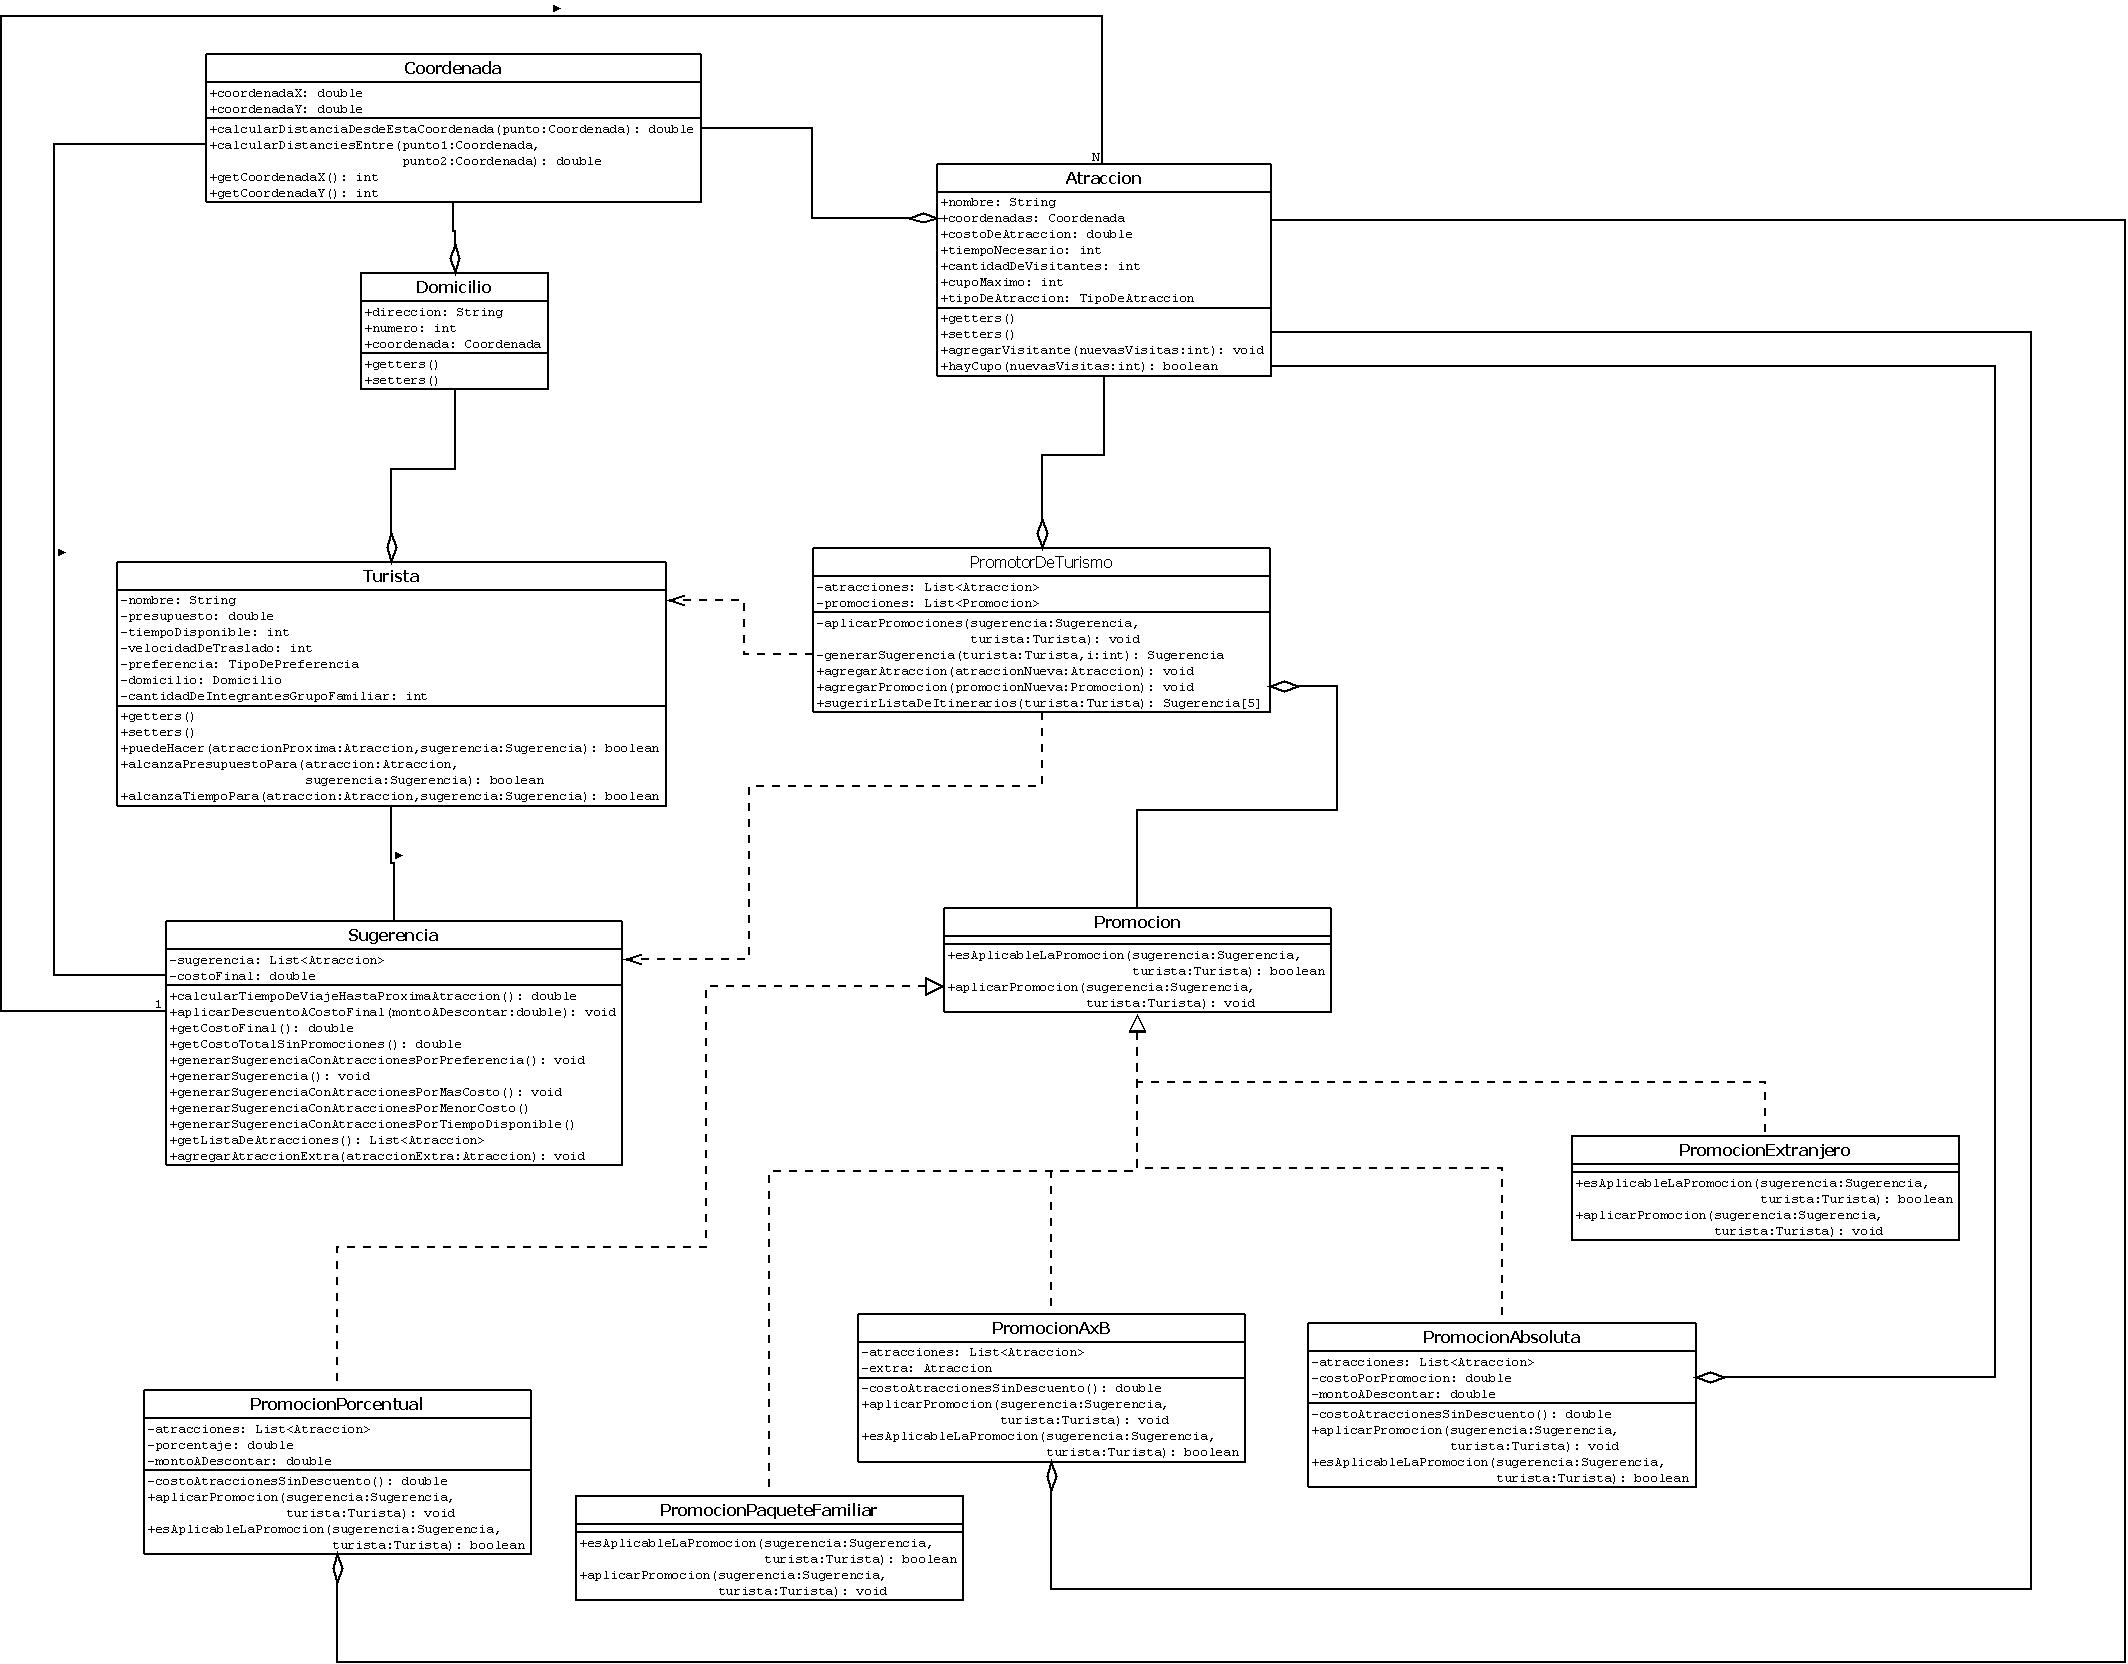 Coordenada
+coordenadaX: double
+coordenadaY: double
+calcularDistanciaDesdeEstaCoordenada(punto:Coordenada): double
+calcularDistanciesEntre(punto1:Coordenada,
punto2:Coordenada): double
+getCoordenadaX(): int
+getCoordenadaY(): int
N
Atraccion
+nombre: String
+coordenadas: Coordenada
+costoDeAtraccion: double
+tiempoNecesario: int
+cantidadDeVisitantes: int
+cupoMaximo: int
+tipoDeAtraccion: TipoDeAtraccion
+getters()
+setters()
+agregarVisitante(nuevasVisitas:int): void
+hayCupo(nuevasVisitas:int): boolean
Domicilio
+direccion: String
+numero: int
+coordenada: Coordenada
+getters()
+setters()
Turista
-nombre: String
-presupuesto: double
-tiempoDisponible: int
-velocidadDeTraslado: int
-preferencia: TipoDePreferencia
-domicilio: Domicilio
-cantidadDeIntegrantesGrupoFamiliar: int
+getters()
+setters()
+puedeHacer(atraccionProxima:Atraccion,sugerencia:Sugerencia): boolean
+alcanzaPresupuestoPara(atraccion:Atraccion,
sugerencia:Sugerencia): boolean
+alcanzaTiempoPara(atraccion:Atraccion,sugerencia:Sugerencia): boolean
PromotorDeTurismo
-atracciones: List<Atraccion>
-promociones: List<Promocion>
-aplicarPromociones(sugerencia:Sugerencia,
turista:Turista): void
-generarSugerencia(turista:Turista,i:int): Sugerencia
+agregarAtraccion(atraccionNueva:Atraccion): void
+agregarPromocion(promocionNueva:Promocion): void
+sugerirListaDeItinerarios(turista:Turista): Sugerencia[5]
Sugerencia
-sugerencia: List<Atraccion>
-costoFinal: double
1
+calcularTiempoDeViajeHastaProximaAtraccion(): double
+aplicarDescuentoACostoFinal(montoADescontar:double): void
+getCostoFinal(): double
+getCostoTotalSinPromociones(): double
+generarSugerenciaConAtraccionesPorPreferencia(): void
+generarSugerencia(): void
+generarSugerenciaConAtraccionesPorMasCosto(): void
+generarSugerenciaConAtraccionesPorMenorCosto()
+generarSugerenciaConAtraccionesPorTiempoDisponible()
+getListaDeAtracciones(): List<Atraccion>
+agregarAtraccionExtra(atraccionExtra:Atraccion): void
Promocion
+esAplicableLaPromocion(sugerencia:Sugerencia,
turista:Turista): boolean
+aplicarPromocion(sugerencia:Sugerencia,
turista:Turista): void
PromocionExtranjero
+esAplicableLaPromocion(sugerencia:Sugerencia,
turista:Turista): boolean
+aplicarPromocion(sugerencia:Sugerencia,
turista:Turista): void
PromocionAxB
-atracciones: List<Atraccion>
-extra: Atraccion
-costoAtraccionesSinDescuento(): double
+aplicarPromocion(sugerencia:Sugerencia,
turista:Turista): void
+esAplicableLaPromocion(sugerencia:Sugerencia,
turista:Turista): boolean
PromocionAbsoluta
-atracciones: List<Atraccion>
-costoPorPromocion: double
-montoADescontar: double
-costoAtraccionesSinDescuento(): double
+aplicarPromocion(sugerencia:Sugerencia,
turista:Turista): void
+esAplicableLaPromocion(sugerencia:Sugerencia,
turista:Turista): boolean
PromocionPorcentual
-atracciones: List<Atraccion>
-porcentaje: double
-montoADescontar: double
-costoAtraccionesSinDescuento(): double
+aplicarPromocion(sugerencia:Sugerencia,
turista:Turista): void
+esAplicableLaPromocion(sugerencia:Sugerencia,
turista:Turista): boolean
PromocionPaqueteFamiliar
+esAplicableLaPromocion(sugerencia:Sugerencia,
turista:Turista): boolean
+aplicarPromocion(sugerencia:Sugerencia,
turista:Turista): void